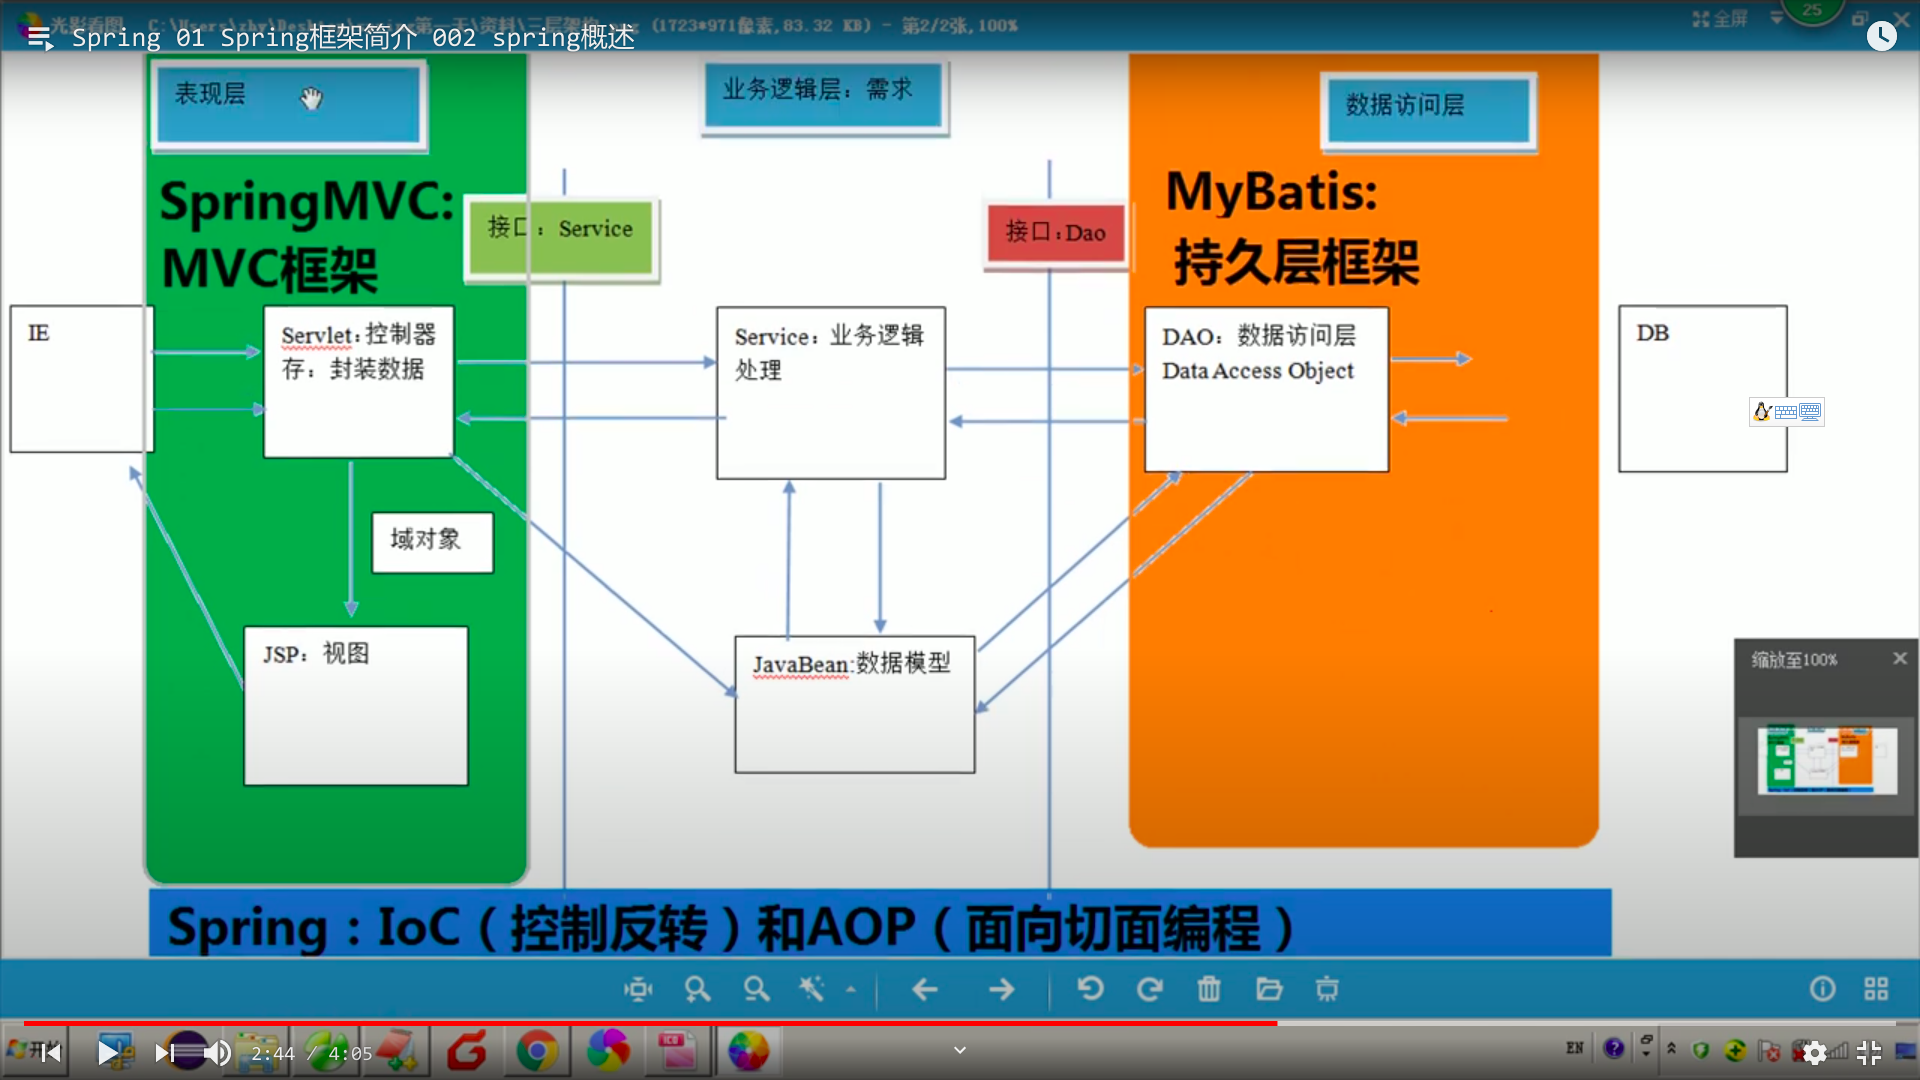 Spring 01 Spring框架简介 002 spring概述
(1723*971像素, 83.32 KB) - 第2/2张, 100%
全屏
25
表现层
业务逻辑层：需求
数据访问层
SpringMVC:
MVC框架
接口：Service
接口:Dao
MyBatis:
持久层框架
IE
Servlet:控制器
存：封装数据
Service：业务逻辑
处理
DAO：数据访问层
Data Access Object
DB
域对象
JSP：视图
JavaBean:数据模型
缩放至100%
Spring：IoC（控制反转）和AOP（面向切面编程）
2:44 / 4:05
EN